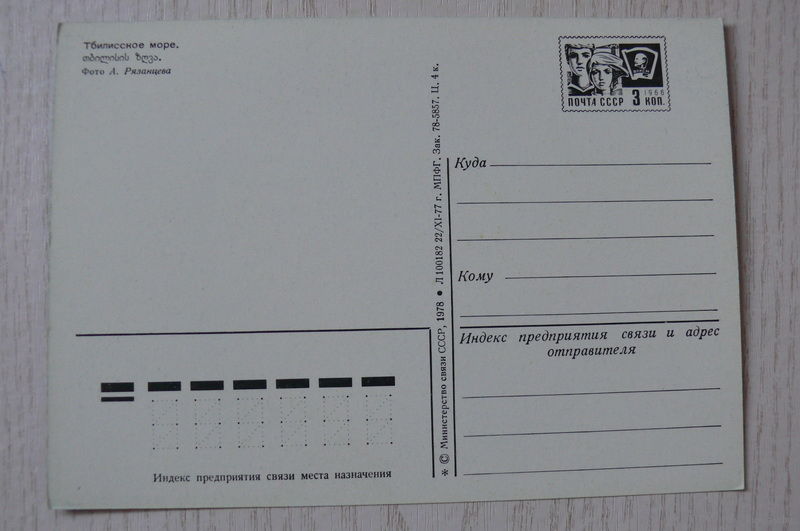 Тбилисское море.
თბილისის ზღვა.
Фото А. Рязанцева
1966
ПОЧТА СССР 3 КОП.
Куда
Кому
Индекс предприятия связи и адрес
отправителя
✳ © Министерство связи СССР, 1978 • Л 100182 22/XI-77 г. МПФГ. Зак. 78-5857. Ц. 4 к.
Индекс предприятия связи места назначения